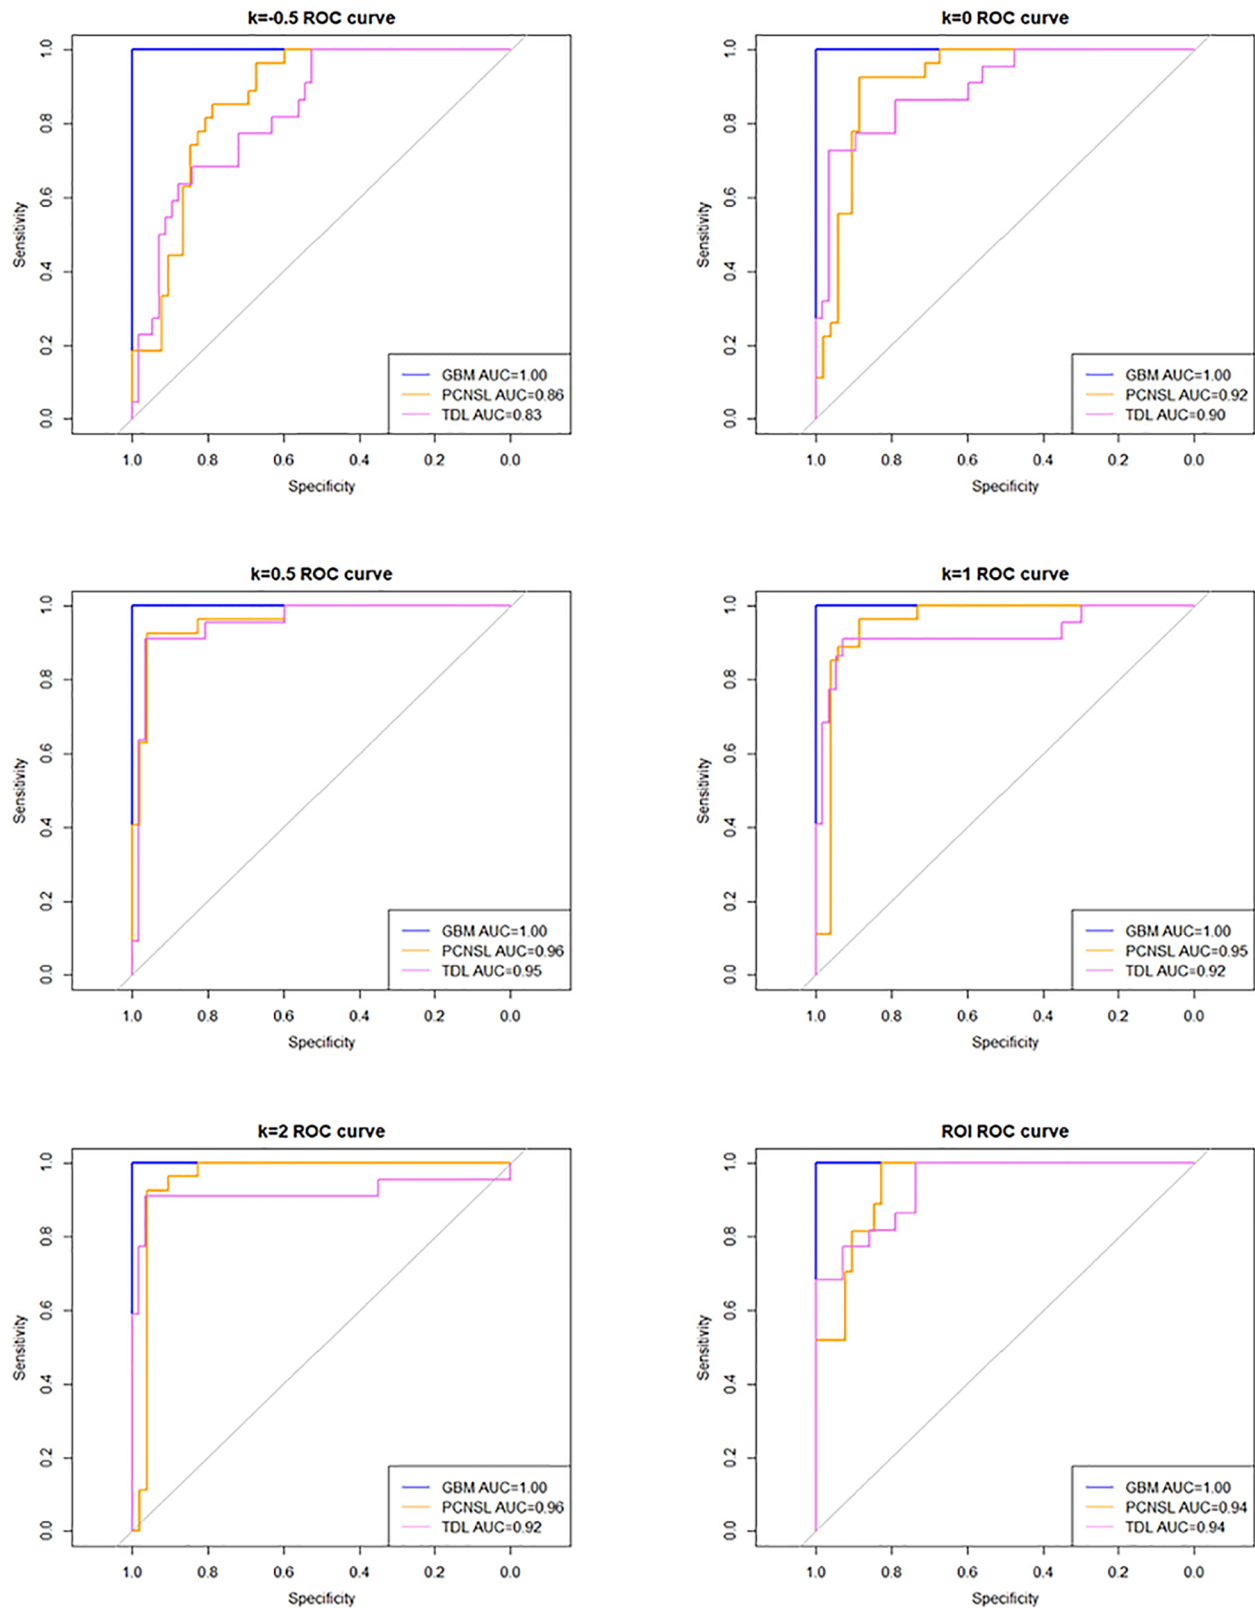 k=-0.5 ROC curve
Sensitivity
0.0 0.2 0.4 0.6 0.8 1.0
GBM AUC=1.00
PCNSL AUC=0.86
TDL AUC=0.83
1.0 0.8 0.6 0.4 0.2 0.0
Specificity
k=0 ROC curve
Sensitivity
0.0 0.2 0.4 0.6 0.8 1.0
GBM AUC=1.00
PCNSL AUC=0.92
TDL AUC=0.90
1.0 0.8 0.6 0.4 0.2 0.0
Specificity
k=0.5 ROC curve
Sensitivity
0.0 0.2 0.4 0.6 0.8 1.0
GBM AUC=1.00
PCNSL AUC=0.96
TDL AUC=0.95
1.0 0.8 0.6 0.4 0.2 0.0
Specificity
k=1 ROC curve
Sensitivity
0.0 0.2 0.4 0.6 0.8 1.0
GBM AUC=1.00
PCNSL AUC=0.95
TDL AUC=0.92
1.0 0.8 0.6 0.4 0.2 0.0
Specificity
k=2 ROC curve
Sensitivity
0.0 0.2 0.4 0.6 0.8 1.0
GBM AUC=1.00
PCNSL AUC=0.96
TDL AUC=0.92
1.0 0.8 0.6 0.4 0.2 0.0
Specificity
ROI ROC curve
Sensitivity
0.0 0.2 0.4 0.6 0.8 1.0
GBM AUC=1.00
PCNSL AUC=0.94
TDL AUC=0.94
1.0 0.8 0.6 0.4 0.2 0.0
Specificity